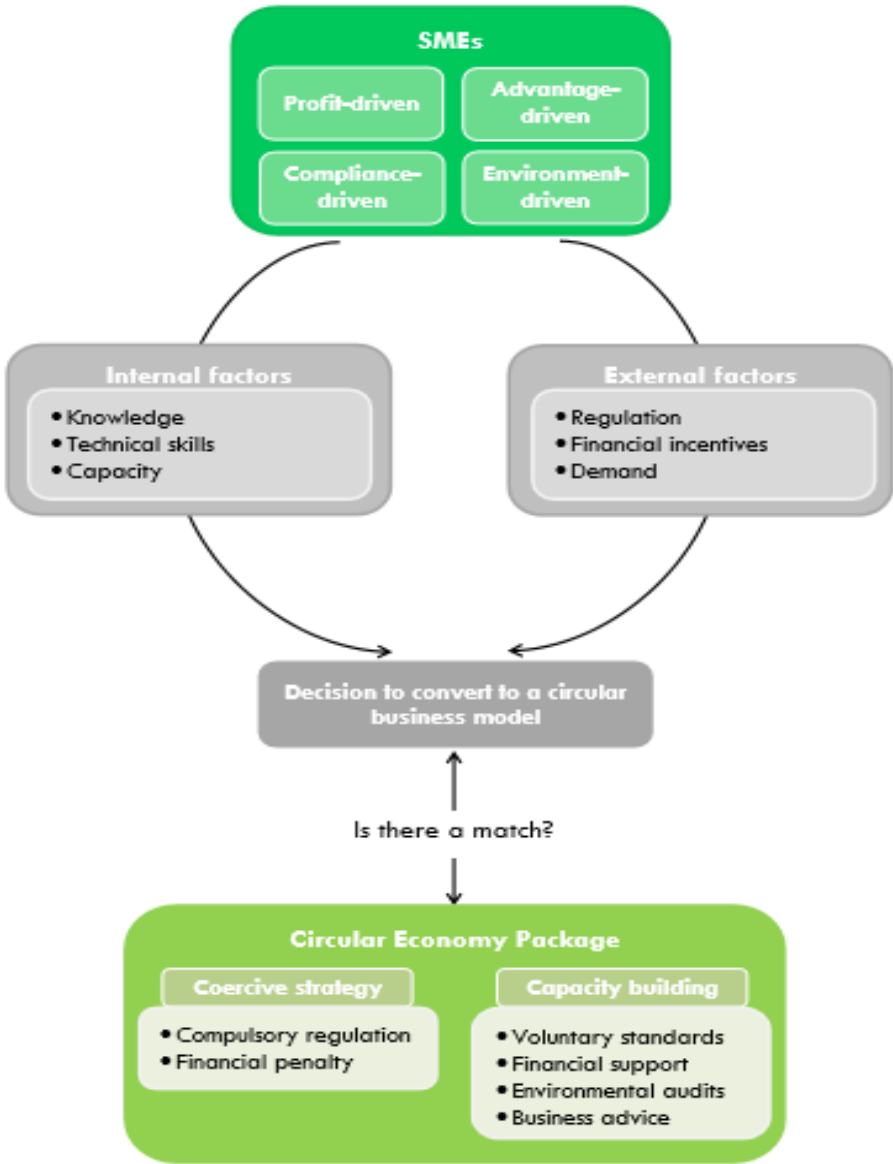 SMEs
Profit-driven
Advantage-
driven
Compliance-
driven
Environment-
driven
Internal factors
• Knowledge
• Technical skills
• Capacity
External factors
• Regulation
• Financial incentives
• Demand
Decision to convert to a circular
business model
Is there a match?
Circular Economy Package
Coercive strategy
• Compulsory regulation
• Financial penalty
Capacity building
• Voluntary standards
• Financial support
• Environmental audits
• Business advice